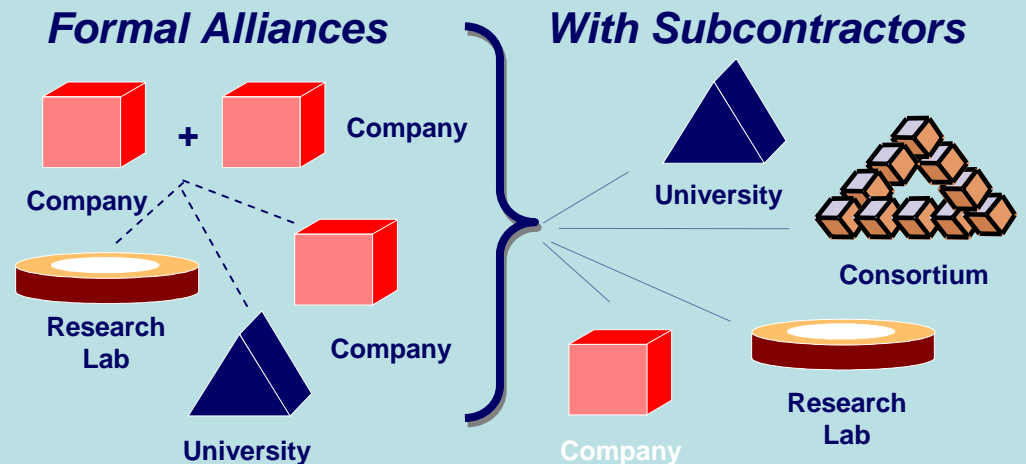 Formal Alliances
With Subcontractors
+
Company
Company
Research
Lab
Company
University
University
Consortium
Company
Research
Lab